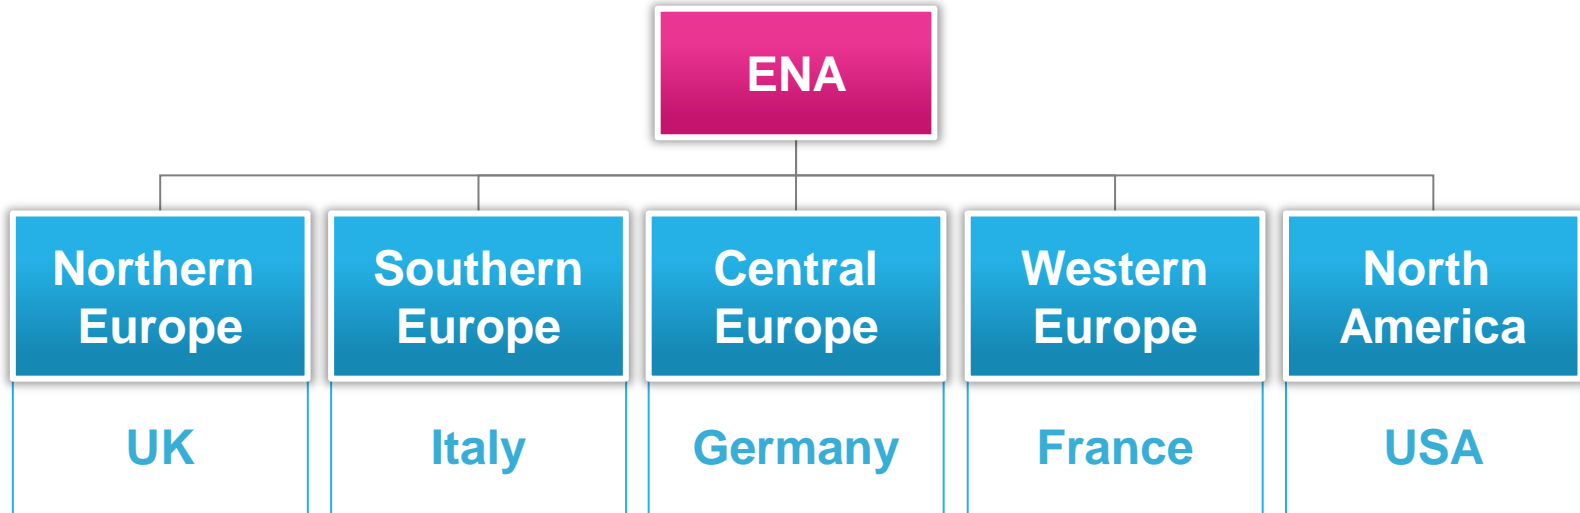 ENA
Northern
Europe
Southern
Europe
Central
Europe
Western
Europe
North
America
UK
Italy
Germany
France
USA